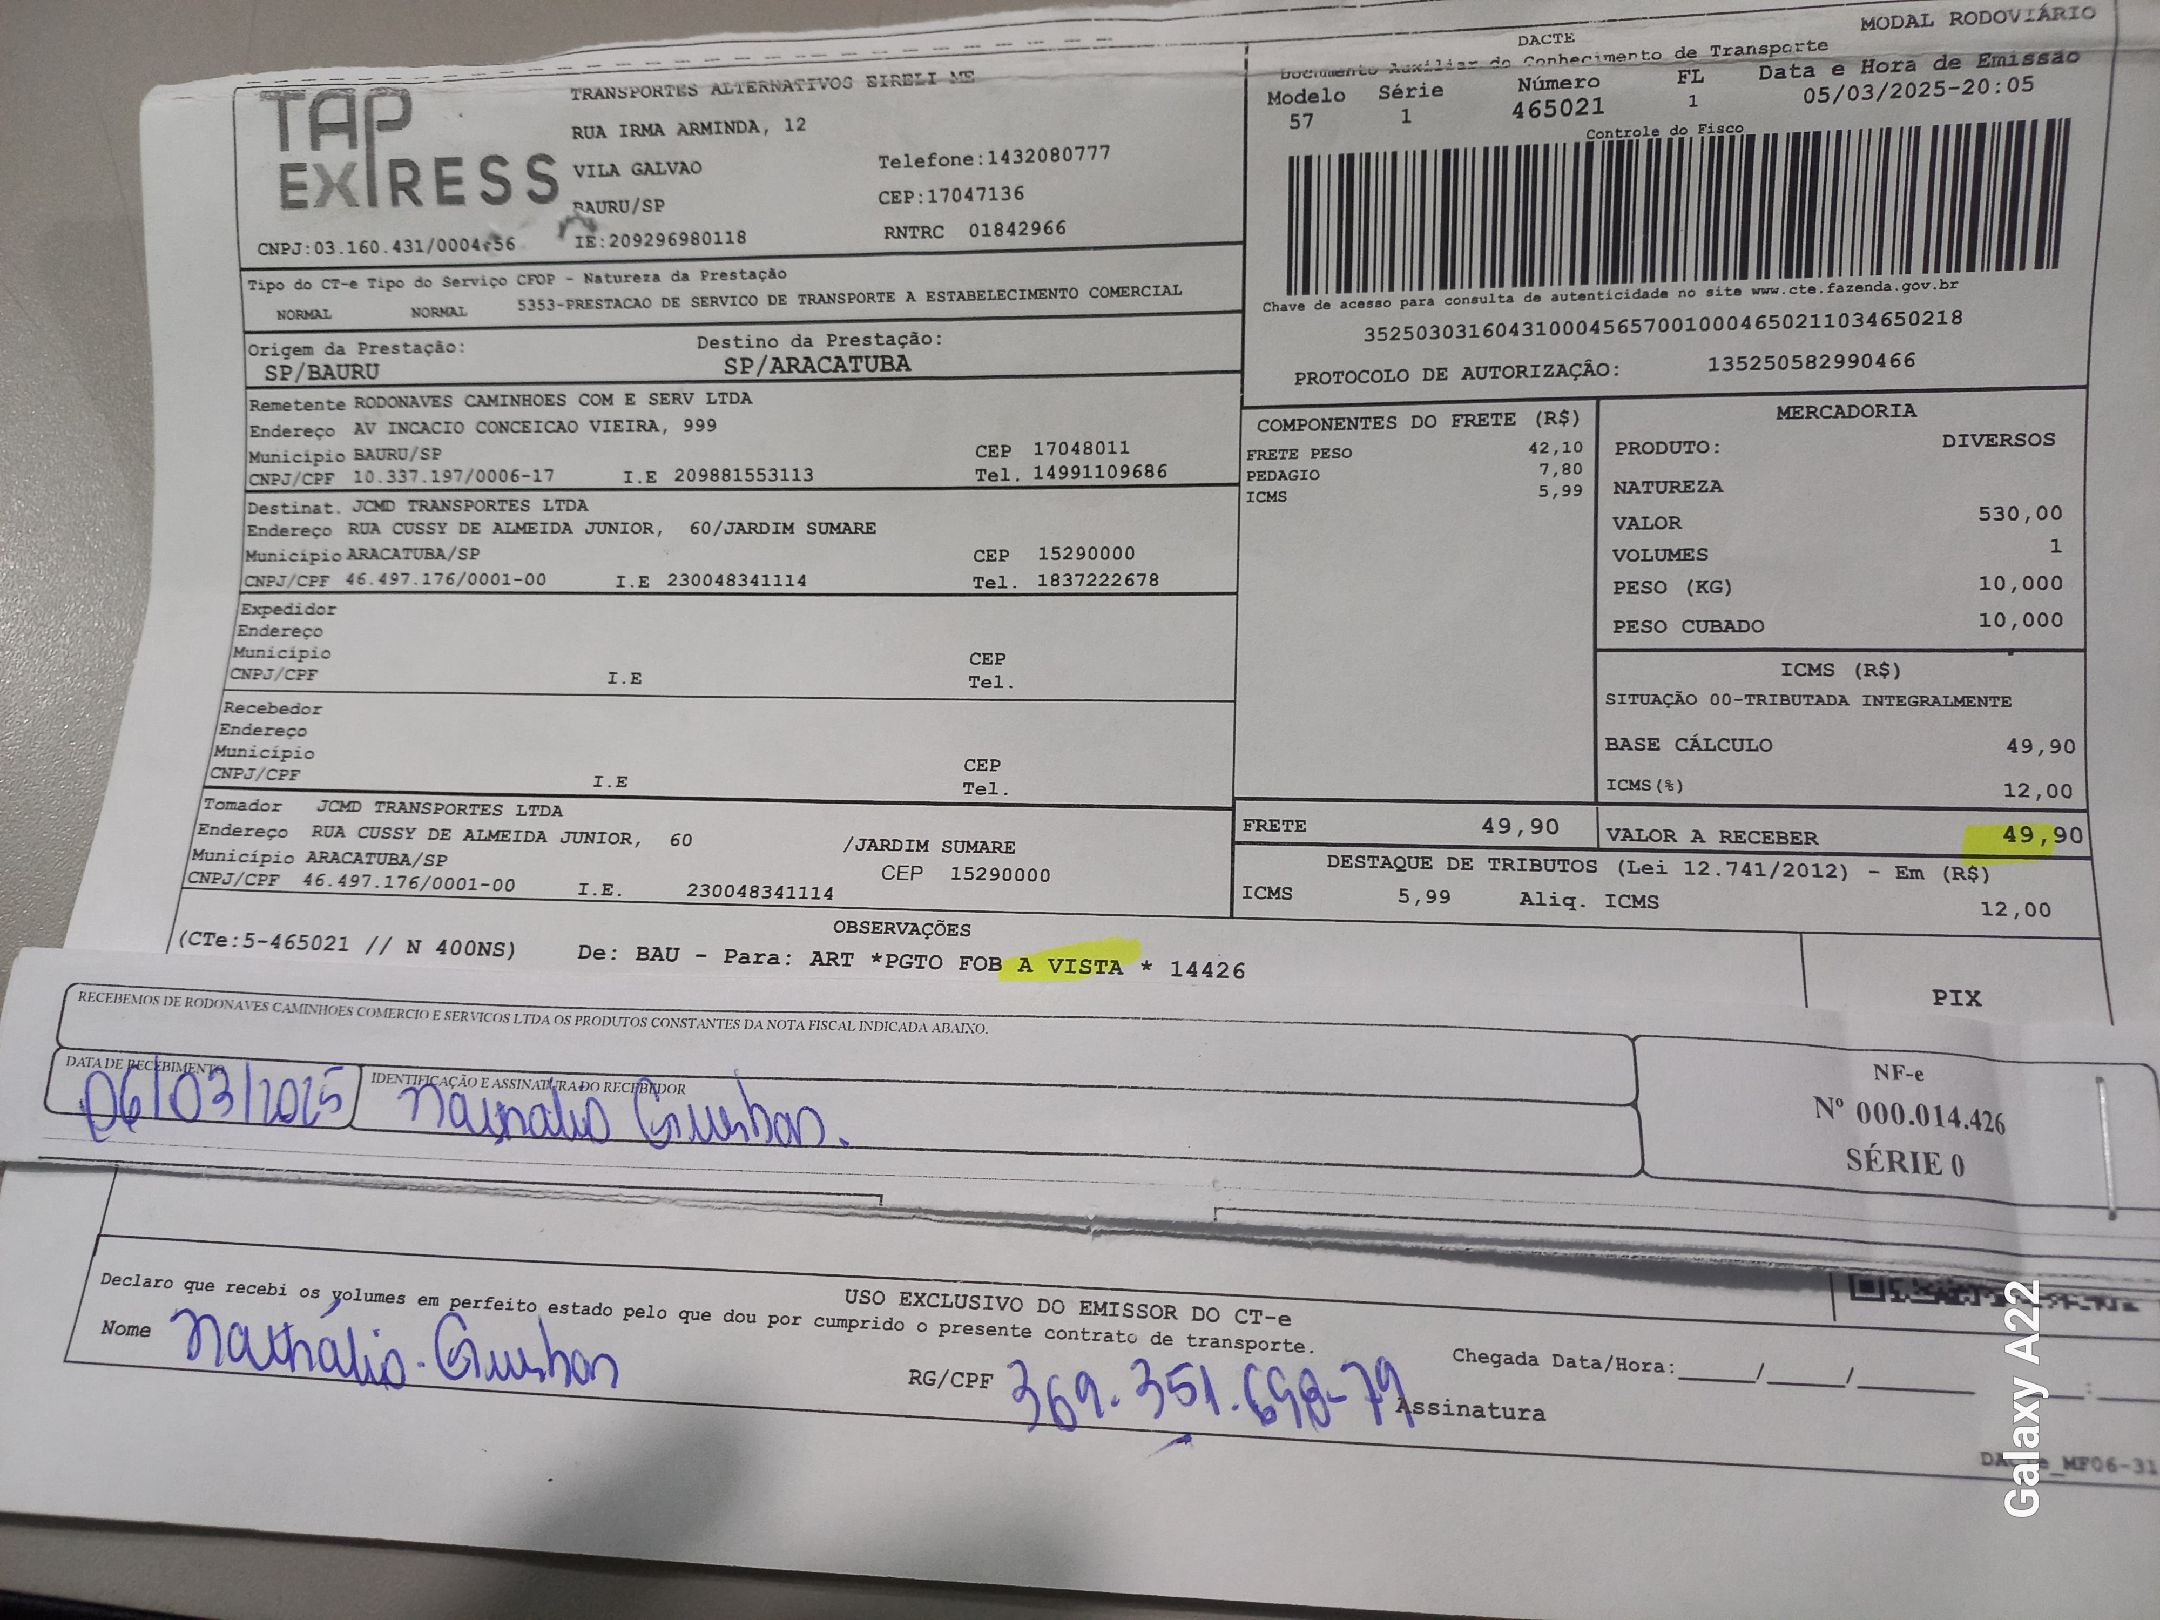 MODAL RODOVIÁRIO
DACTE
Documento Auxiliar do Conhecimento de Transporte
Modelo Série Número FL Data e Hora de Emissão
57 1 465021 1 05/03/2025-20:05
Controle do Fisco
Chave de acesso para consulta de autenticidade no site www.cte.fazenda.gov.br
35250303160431000456570010004650211034650218
PROTOCOLO DE AUTORIZAÇÃO: 135250582990466
TAP EXPRESS
TRANSPORTES ALTERNATIVOS EIRELI ME
RUA IRMA ARMINDA, 12
VILA GALVAO Telefone:1432080777
BAURU/SP CEP:17047136
CNPJ:03.160.431/0004-56 IE:209296980118 RNTRC 01842966
Tipo do CT-e Tipo do Serviço CFOP - Natureza da Prestação
NORMAL NORMAL 5353-PRESTACAO DE SERVICO DE TRANSPORTE A ESTABELECIMENTO COMERCIAL
Origem da Prestação: Destino da Prestação:
SP/BAURU SP/ARACATUBA
Remetente RODONAVES CAMINHOES COM E SERV LTDA
Endereço AV INCACIO CONCEICAO VIEIRA, 999
Município BAURU/SP CEP 17048011
CNPJ/CPF 10.337.197/0006-17 I.E 209881553113 Tel. 14991109686
Destinat. JCMD TRANSPORTES LTDA
Endereço RUA CUSSY DE ALMEIDA JUNIOR, 60/JARDIM SUMARE
Município ARACATUBA/SP CEP 15290000
CNPJ/CPF 46.497.176/0001-00 I.E 230048341114 Tel. 1837222678
Expedidor
Endereço
Município CEP
CNPJ/CPF I.E Tel.
Recebedor
Endereço
Município CEP
CNPJ/CPF I.E Tel.
Tomador JCMD TRANSPORTES LTDA
Endereço RUA CUSSY DE ALMEIDA JUNIOR, 60 /JARDIM SUMARE
Município ARACATUBA/SP CEP 15290000
CNPJ/CPF 46.497.176/0001-00 I.E. 230048341114
COMPONENTES DO FRETE (R$)
FRETE PESO 42,10
PEDAGIO 7,80
ICMS 5,99
MERCADORIA
PRODUTO: DIVERSOS
NATUREZA
VALOR 530,00
VOLUMES 1
PESO (KG) 10,000
PESO CUBADO 10,000
ICMS (R$)
SITUAÇÃO 00-TRIBUTADA INTEGRALMENTE
BASE CÁLCULO 49,90
ICMS(%) 12,00
FRETE 49,90 VALOR A RECEBER 49,90
DESTAQUE DE TRIBUTOS (Lei 12.741/2012) - Em (R$)
ICMS 5,99 Aliq. ICMS 12,00
OBSERVAÇÕES
(CTe:5-465021 // N 400NS) De: BAU - Para: ART *PGTO FOB A VISTA * 14426
PIX
RECEBEMOS DE RODONAVES CAMINHOES COMERCIO E SERVICOS LTDA OS PRODUTOS CONSTANTES DA NOTA FISCAL INDICADA ABAIXO.
DATA DE RECEBIMENTO IDENTIFICAÇÃO E ASSINATURA DO RECEBEDOR
06/03/2025
NF-e
Nº 000.014.426
SÉRIE 0
USO EXCLUSIVO DO EMISSOR DO CT-e
Declaro que recebi os volumes em perfeito estado pelo que dou por cumprido o presente contrato de transporte.
Nome Nathália
RG/CPF 369.351.698-79 Assinatura
Chegada Data/Hora:____/____/______ :
Galaxy A22